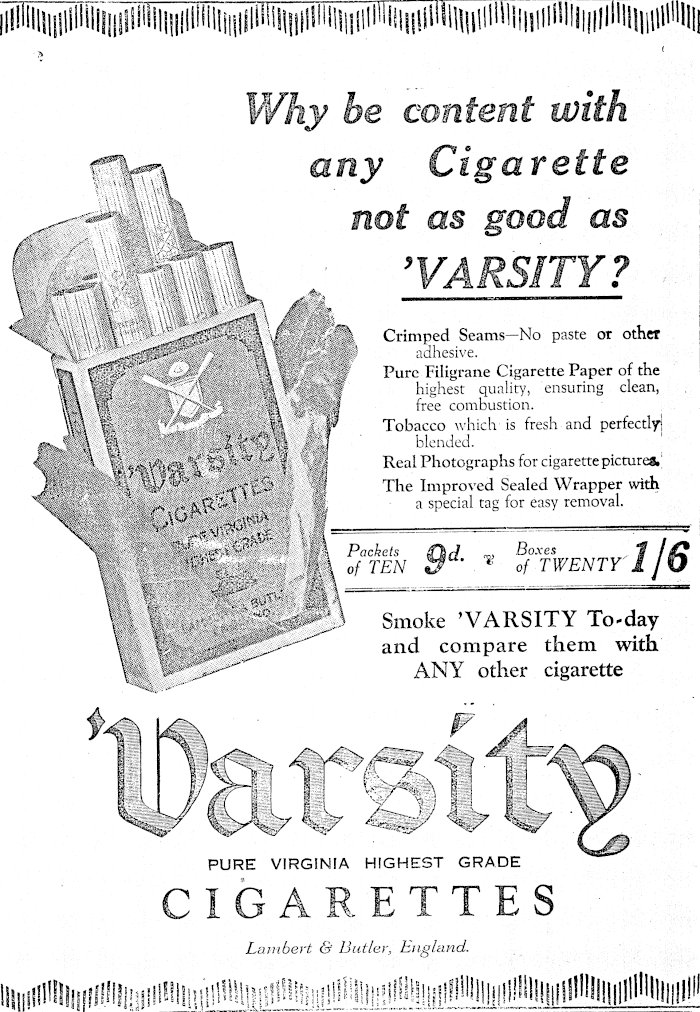 Why be content with
any Cigarette
not as good as
'VARSITY?
Crimped Seams—No paste or other
adhesive.
Pure Filigrane Cigarette Paper of the
highest quality, ensuring clean,
free combustion.
Tobacco which is fresh and perfectly
blended.
Real Photographs for cigarette pictures.
The Improved Sealed Wrapper with
a special tag for easy removal.
Packets
of TEN 9d.
Boxes
of TWENTY 1/6
Smoke 'VARSITY To-day
and compare them with
ANY other cigarette
'Varsity
CIGARETTES
PURE VIRGINIA
HIGHEST GRADE
'Varsity
PURE VIRGINIA HIGHEST GRADE
CIGARETTES
Lambert & Butler, England.